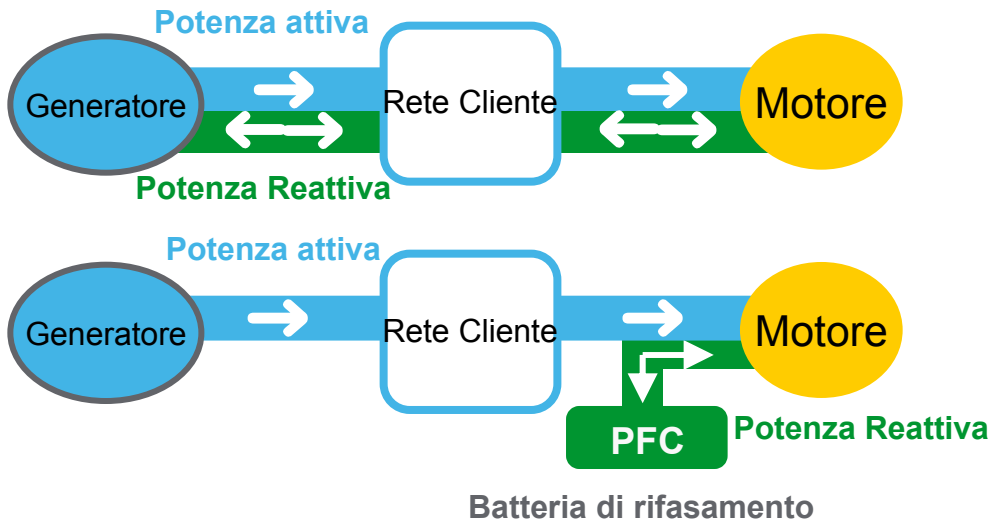 Potenza attiva
Generatore
Rete Cliente
Motore
Potenza Reattiva
Potenza attiva
Generatore
Rete Cliente
Motore
PFC
Potenza Reattiva
Batteria di rifasamento